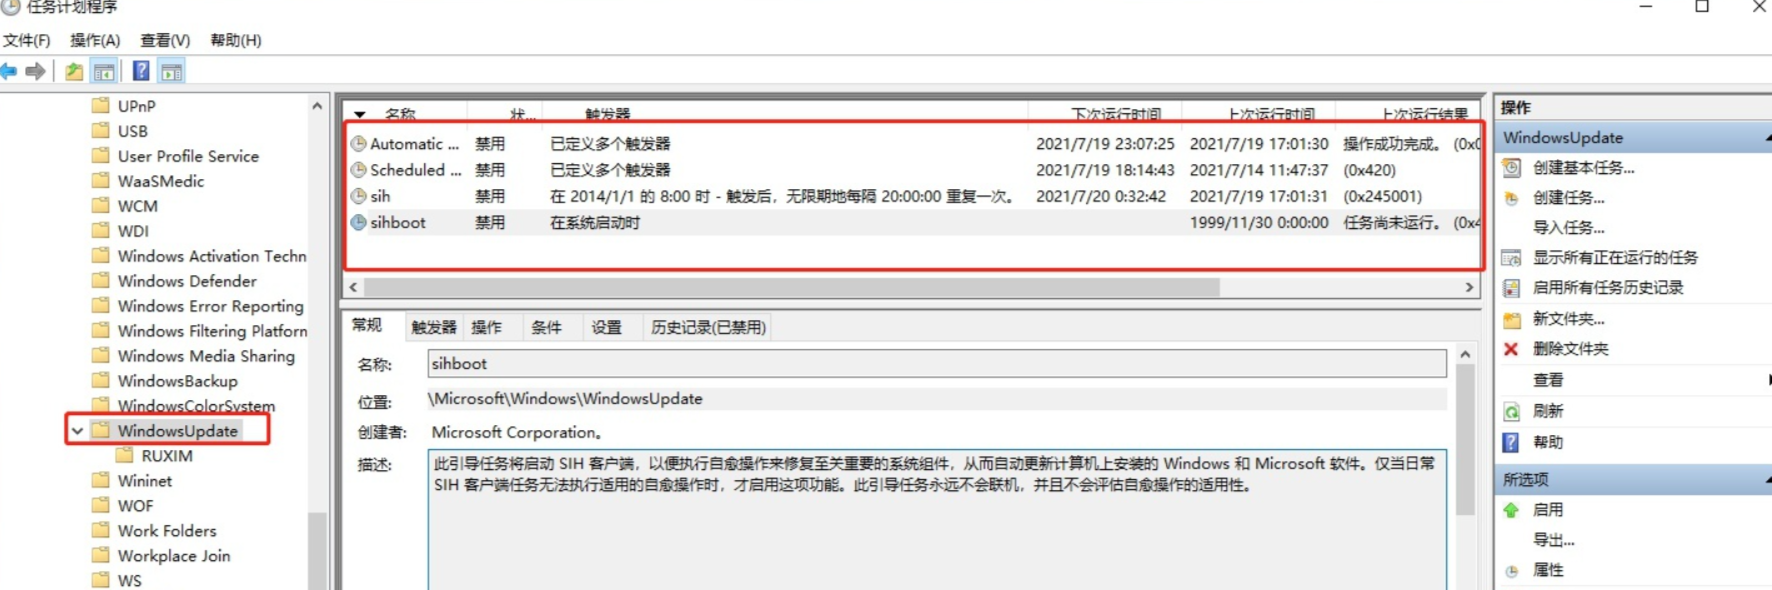 任务计划程序
文件(F) 操作(A) 查看(V) 帮助(H)
UPnP
USB
User Profile Service
WaaSMedic
WCM
WDI
Windows Activation Techn
Windows Defender
Windows Error Reporting
Windows Filtering Platforn
Windows Media Sharing
WindowsBackup
WindowsColorSystem
WindowsUpdate
RUXIM
Wininet
WOF
Work Folders
Workplace Join
WS
名称 状... 触发器 下次运行时间 上次运行时间 上次运行结果
Automatic ... 禁用 已定义多个触发器 2021/7/19 23:07:25 2021/7/19 17:01:30 操作成功完成。 (0x0
Scheduled ... 禁用 已定义多个触发器 2021/7/19 18:14:43 2021/7/14 11:47:37 (0x420)
sih 禁用 在 2014/1/1 的 8:00 时 - 触发后，无限期地每隔 20:00:00 重复一次。 2021/7/20 0:32:42 2021/7/19 17:01:31 (0x245001)
sihboot 禁用 在系统启动时 1999/11/30 0:00:00 任务尚未运行。 (0x4
常规 触发器 操作 条件 设置 历史记录(已禁用)
名称: sihboot
位置: \Microsoft\Windows\WindowsUpdate
创建者: Microsoft Corporation。
描述: 此引导任务将启动 SIH 客户端，以便执行自愈操作来修复至关重要的系统组件，从而自动更新计算机上安装的 Windows 和 Microsoft 软件。仅当日常
SIH 客户端任务无法执行适用的自愈操作时，才启用这项功能。此引导任务永远不会联机，并且不会评估自愈操作的适用性。
操作
WindowsUpdate
创建基本任务...
创建任务...
导入任务...
显示所有正在运行的任务
启用所有任务历史记录
新文件夹...
删除文件夹
查看
刷新
帮助
所选项
启用
导出...
属性